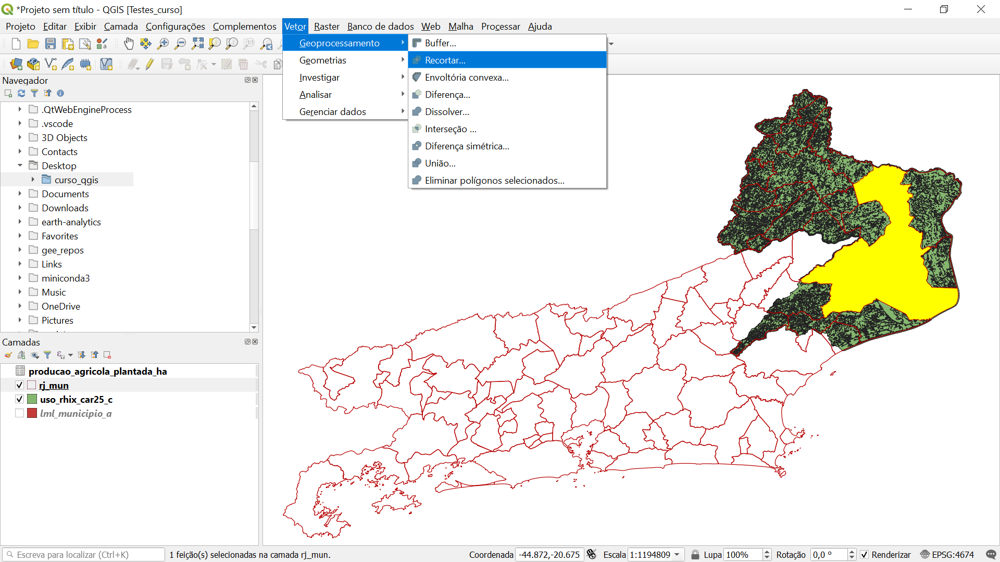 *Projeto sem título - QGIS [Testes_curso]
Projeto Editar Exibir Camada Configurações Complementos Vetor Raster Banco de dados Web Malha Processar Ajuda
Geoprocessamento
Geometrias
Investigar
Analisar
Gerenciar dados
Buffer...
Recortar...
Envoltória convexa...
Diferença...
Dissolver...
Interseção ...
Diferença simétrica...
União...
Eliminar polígonos selecionados...
Navegador
.QtWebEngineProcess
.vscode
3D Objects
Contacts
Desktop
curso_qgis
Documents
Downloads
earth-analytics
Favorites
gee_repos
Links
miniconda3
Music
OneDrive
Pictures
Camadas
producao_agricola_plantada_ha
rj_mun
uso_rhix_car25_c
lml_municipio_a
Escreva para localizar (Ctrl+K) 1 feição(s) selecionadas na camada rj_mun. Coordenada -44.872,-20.675 Escala 1:1194809 Lupa 100% Rotação 0,0 ° Renderizar EPSG:4674